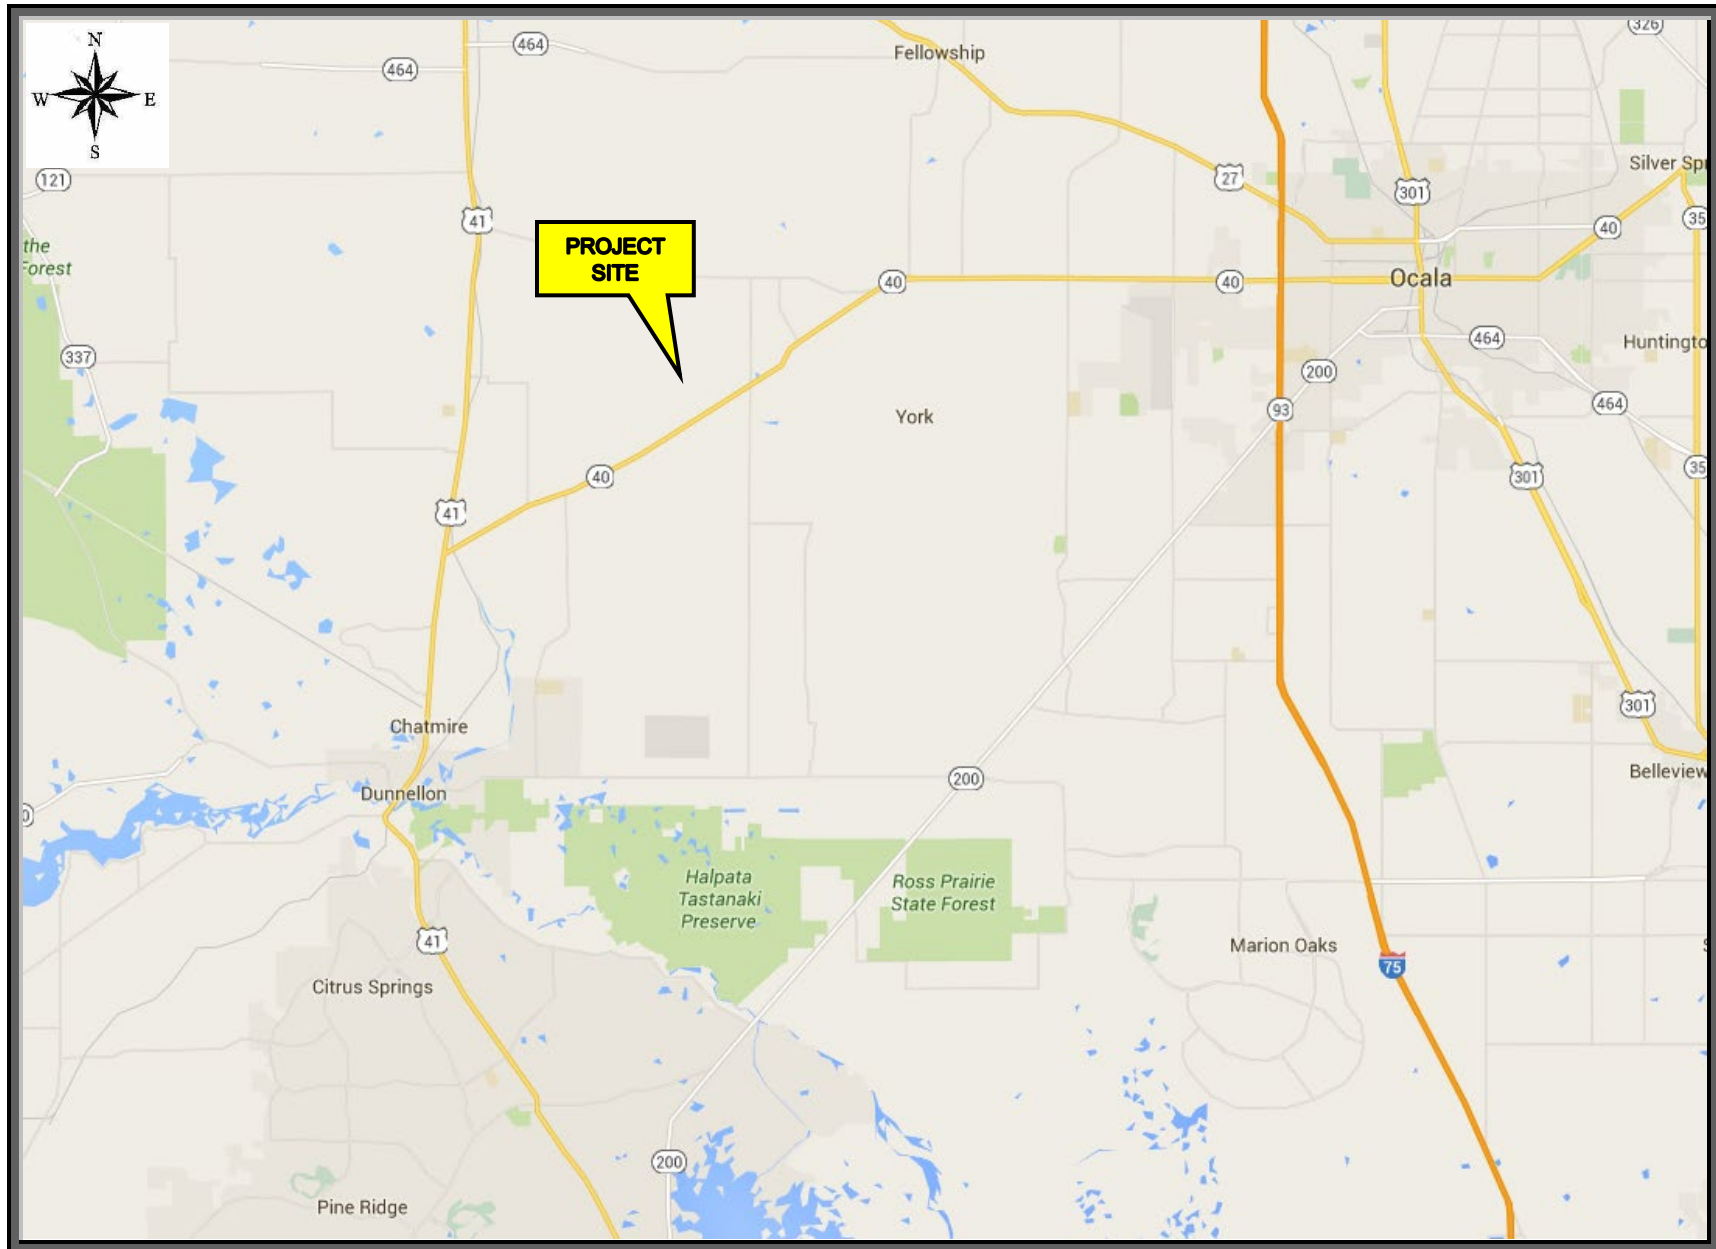 N
W
E
S
464
464
Fellowship
326
121
41
27
301
Silver Spr
40
35
the
Forest
PROJECT
SITE
40
40
Ocala
337
464
Huntingto
200
464
93
York
40
41
301
35
301
Chatmire
Belleview
200
Dunnellon
0
Halpata
Tastanaki
Preserve
Ross Prairie
State Forest
41
Marion Oaks
75
Citrus Springs
200
Pine Ridge